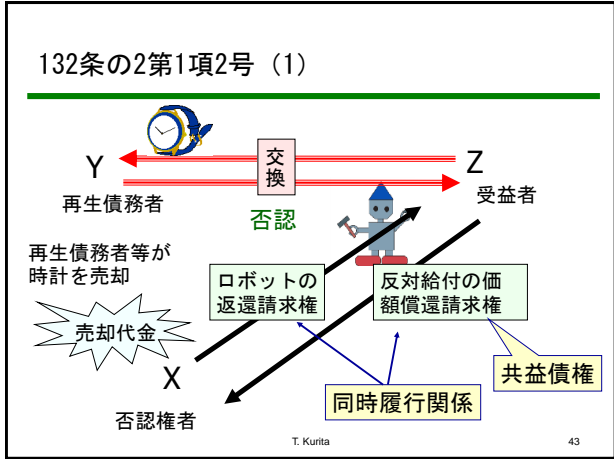 132条の2第1項2号 (1)
Y
交
換
Z
再生債務者
受益者
否認
再生債務者等が
時計を売却
ロボットの
返還請求権
反対給付の価
額償還請求権
売却代金
X
共益債権
同時履行関係
否認権者
T. Kurita
43